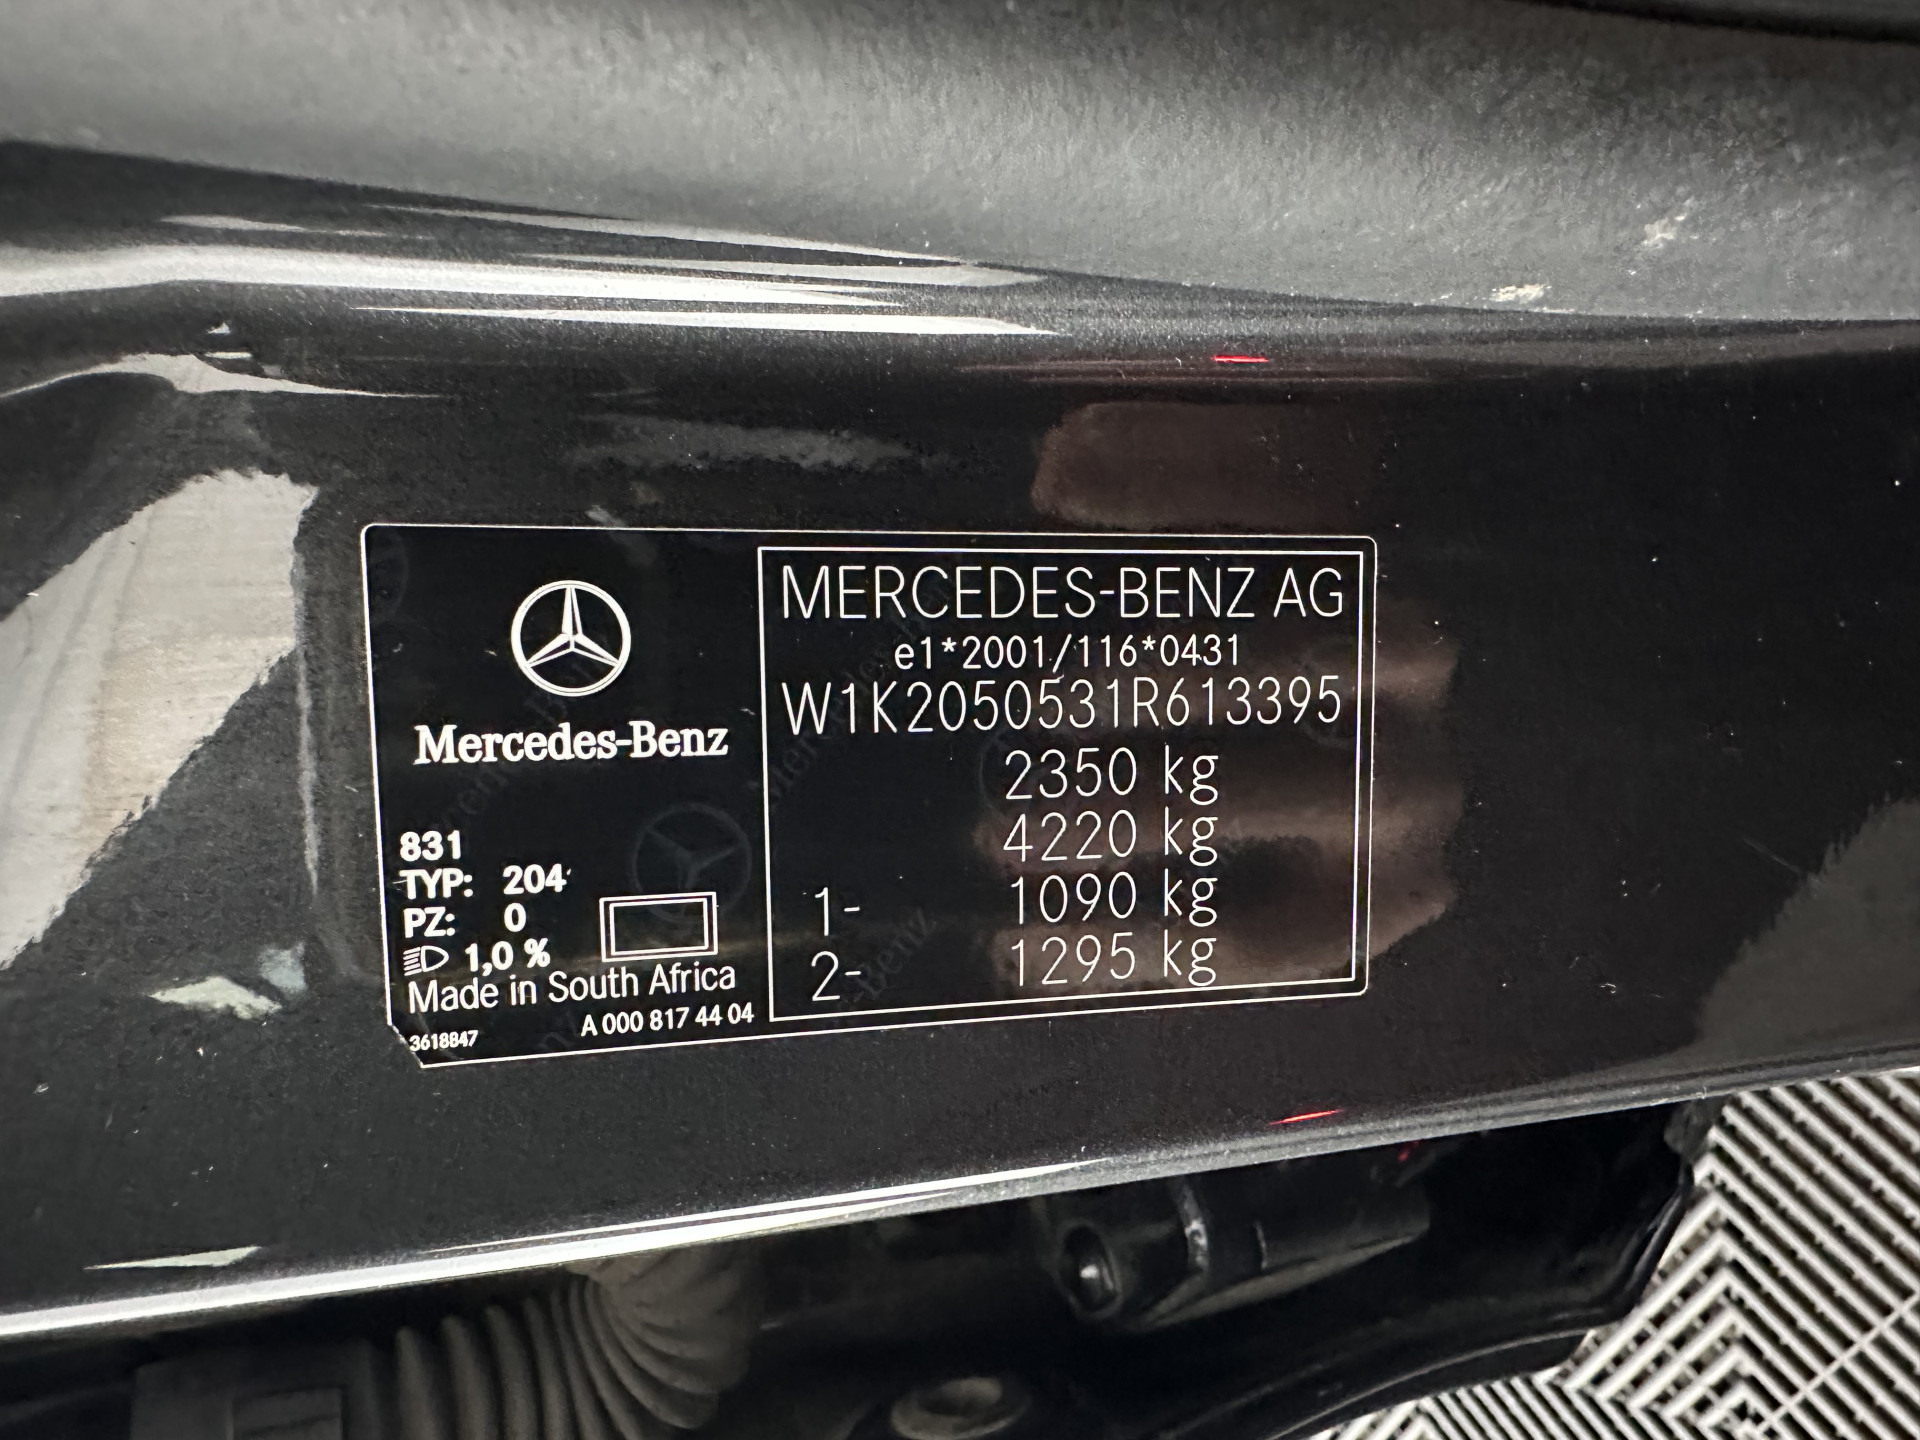 Mercedes-Benz
831
TYP: 204
PZ: 0
1,0 %
Made in South Africa
A 000 817 44 04
3618847
MERCEDES-BENZ AG
e1*2001/116*0431
W1K2050531R613395
2350 kg
4220 kg
1- 1090 kg
2- 1295 kg